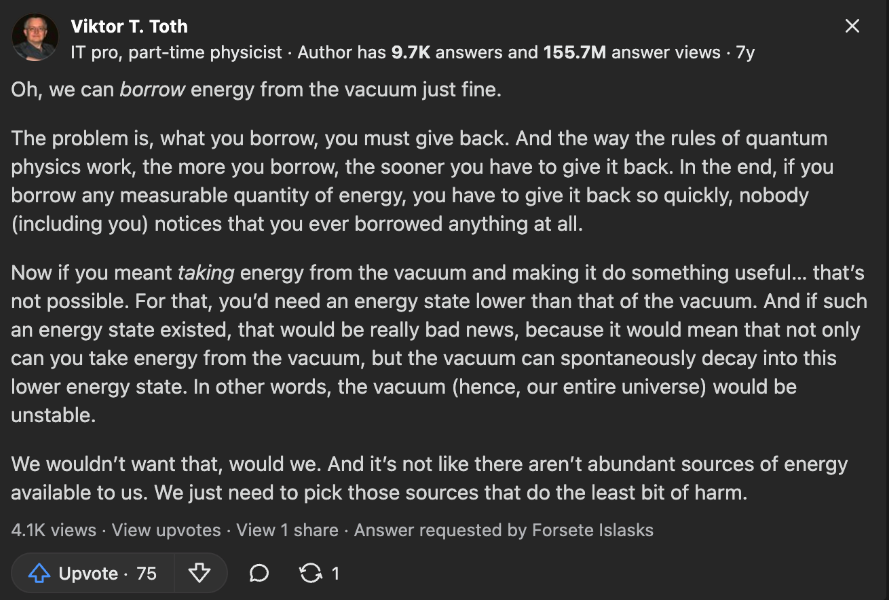 Viktor T. Toth
IT pro, part-time physicist · Author has 9.7K answers and 155.7M answer views · 7y
Oh, we can borrow energy from the vacuum just fine.
The problem is, what you borrow, you must give back. And the way the rules of quantum
physics work, the more you borrow, the sooner you have to give it back. In the end, if you
borrow any measurable quantity of energy, you have to give it back so quickly, nobody
(including you) notices that you ever borrowed anything at all.
Now if you meant taking energy from the vacuum and making it do something useful... that's
not possible. For that, you'd need an energy state lower than that of the vacuum. And if such
an energy state existed, that would be really bad news, because it would mean that not only
can you take energy from the vacuum, but the vacuum can spontaneously decay into this
lower energy state. In other words, the vacuum (hence, our entire universe) would be
unstable.
We wouldn't want that, would we. And it's not like there aren't abundant sources of energy
available to us. We just need to pick those sources that do the least bit of harm.
4.1K views · View upvotes · View 1 share · Answer requested by Forsete Islasks
Upvote · 75 1